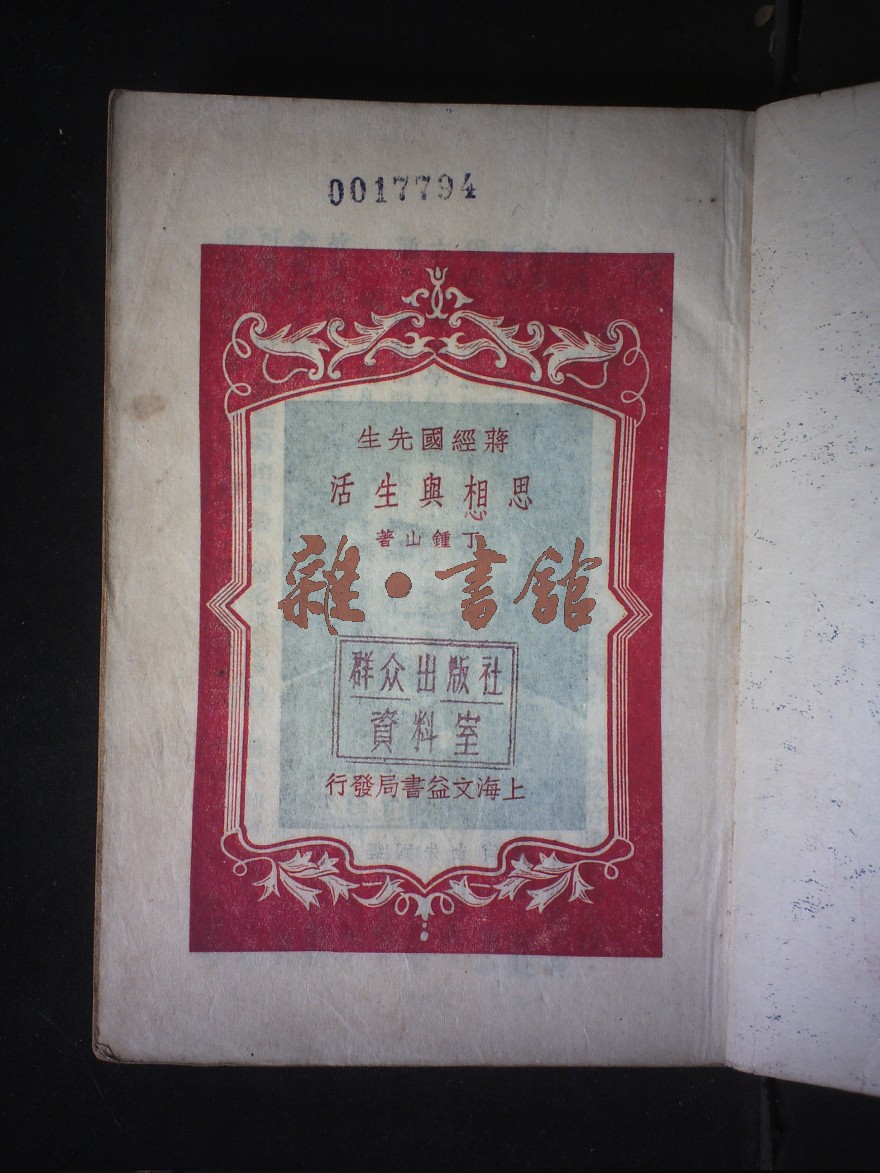 0017794
蔣經國先生
思想與生活
丁鍾山著
雜·書館
群众出版社
資料室
上海文益書局發行